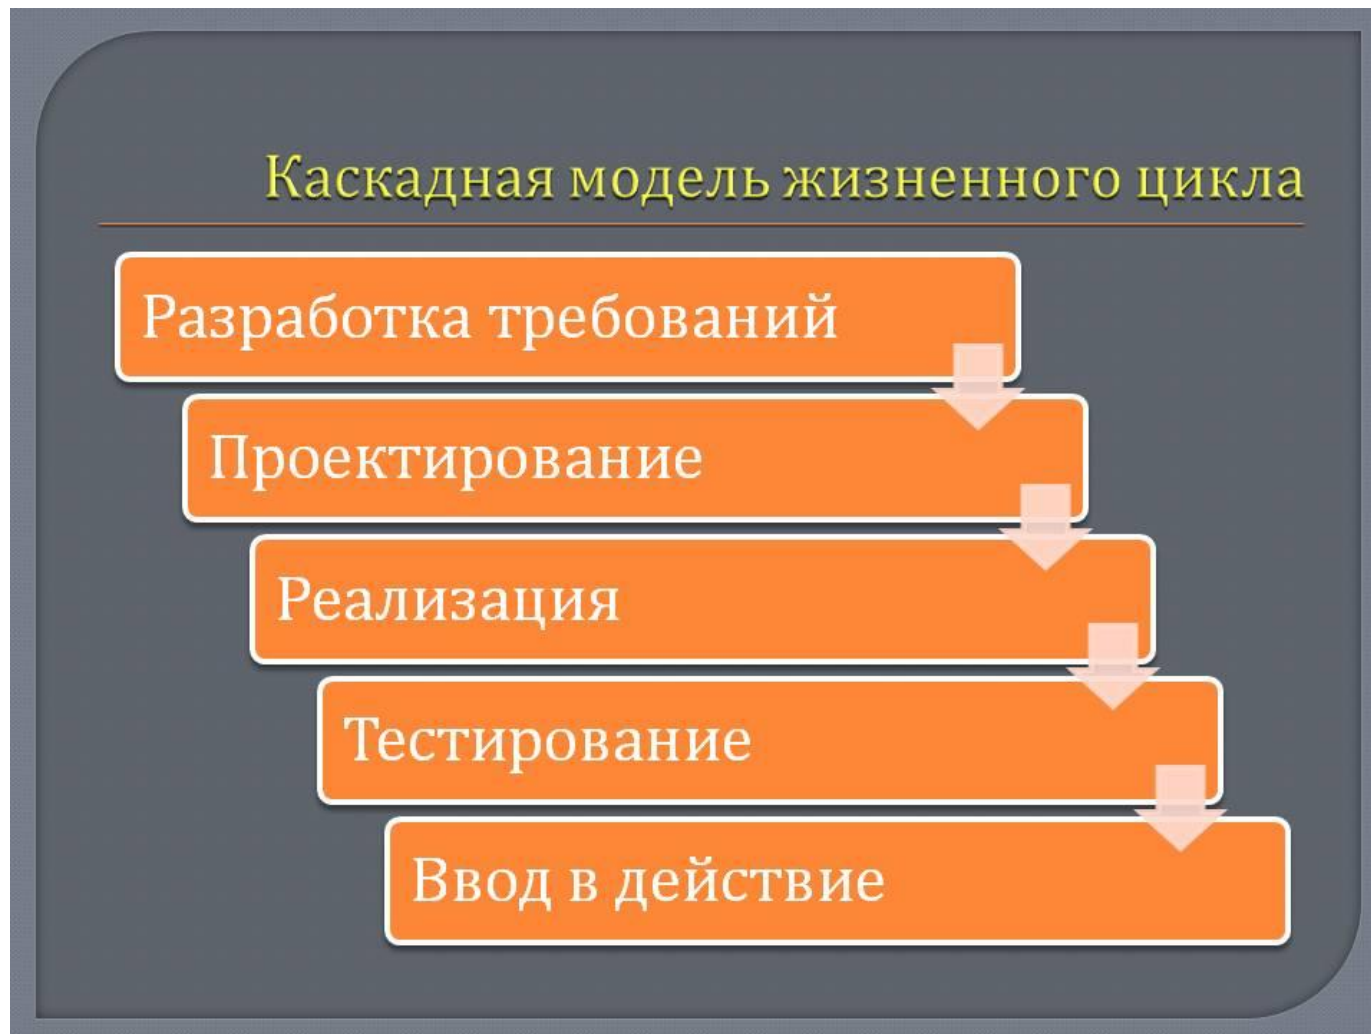 Каскадная модель жизненного цикла
Разработка требований
Проектирование
Реализация
Тестирование
Ввод в действие